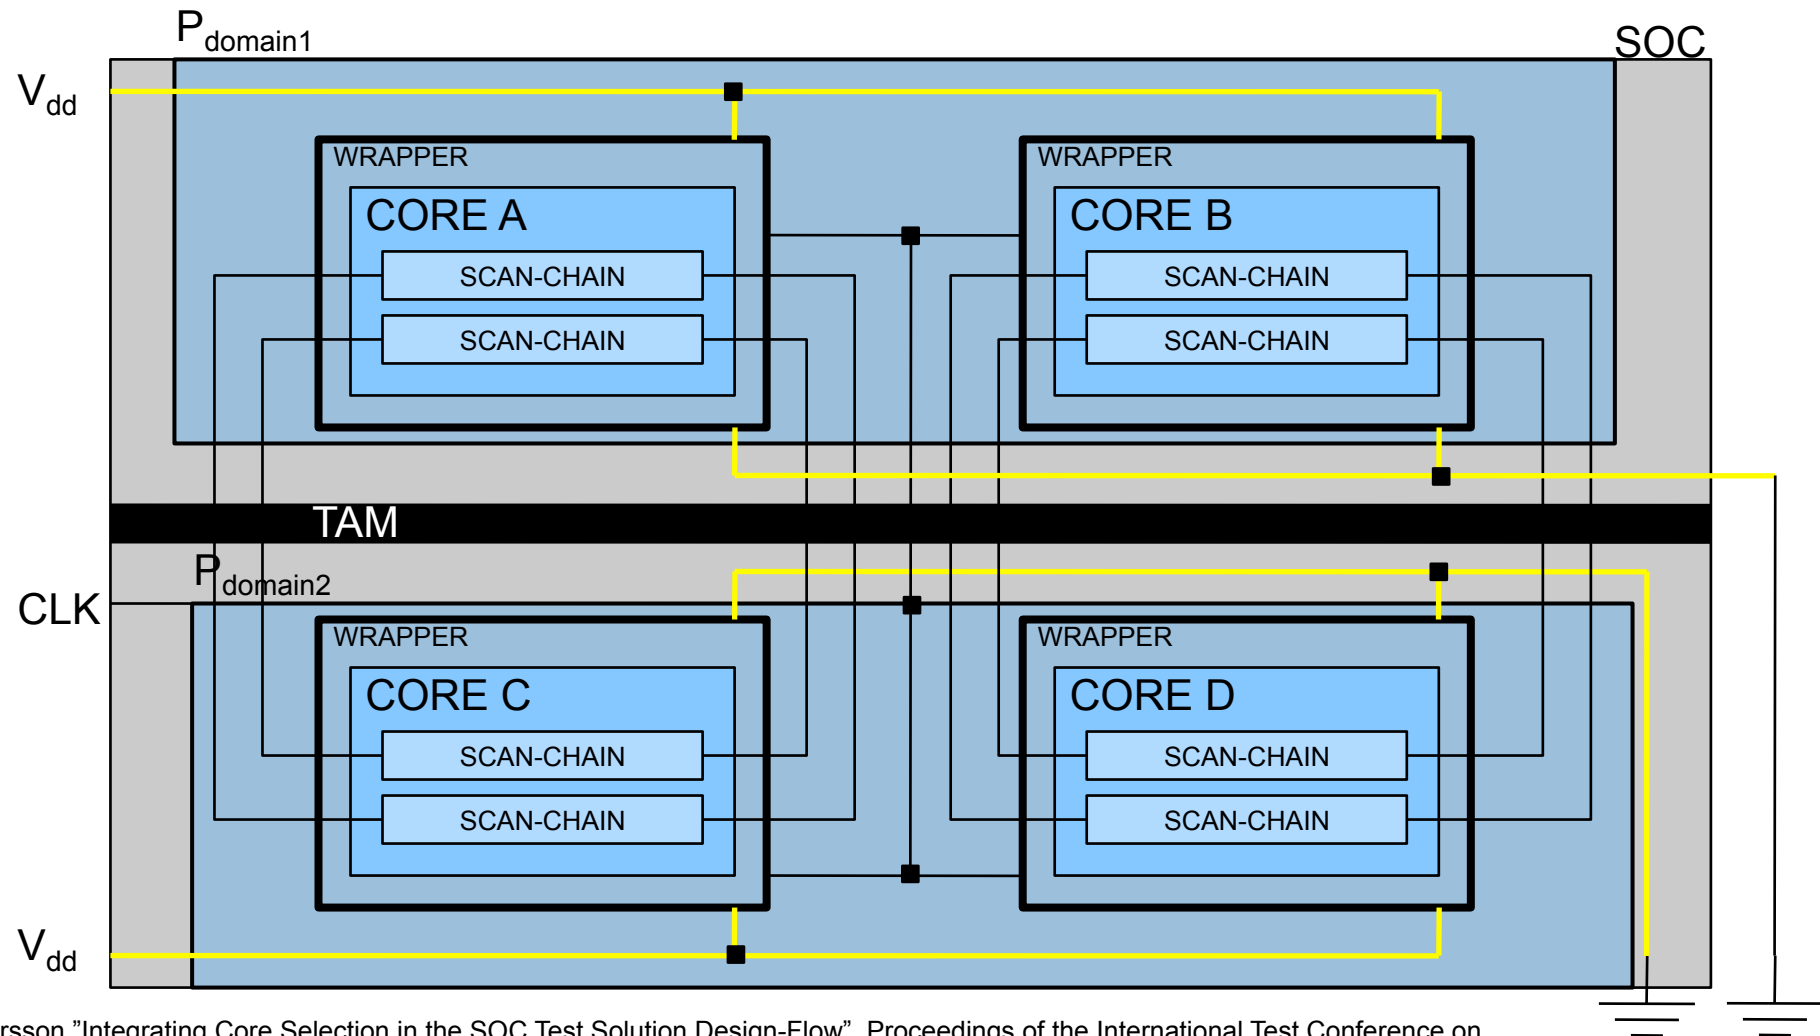 Pdomain1
SOC
Vdd
WRAPPER
WRAPPER
CORE A
CORE B
SCAN-CHAIN
SCAN-CHAIN
SCAN-CHAIN
SCAN-CHAIN
TAM
Pdomain2
CLK
WRAPPER
WRAPPER
CORE C
CORE D
SCAN-CHAIN
SCAN-CHAIN
SCAN-CHAIN
SCAN-CHAIN
Vdd
rsson "Integrating Core Selection in the SOC Test Solution Design-Flow", Proceedings of the International Test Conference on